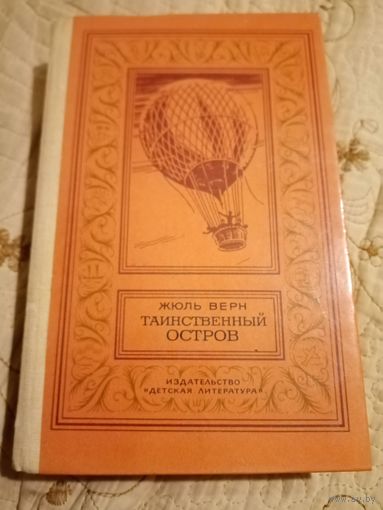 ЖЮЛЬ ВЕРН
ТАИНСТВЕННЫЙ
ОСТРОВ
ИЗДАТЕЛЬСТВО
«ДЕТСКАЯ ЛИТЕРАТУРА»